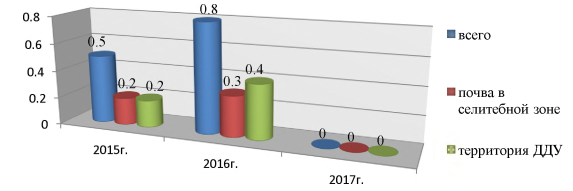 0.8
0.6
0.4
0.2
0
0.5
0.2
0.2
0.8
0.3
0.4
0
0
0
2015г.
2016г.
2017г.
всего
почва в
селитебной зоне
территория ДДУ